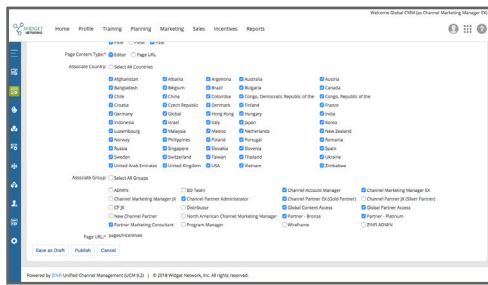 Welcome Global CMM (as Channel Marketing Manager EX)
WIDGET NETWORKS Home Profile Training Planning Marketing Sales Incentives Reports
Page Content Type:* Editor Page URL
Associate Country: Select All Countries
Afghanistan Albania Argentina Australia Austria
Bangladesh Belgium Brazil Bulgaria Canada
Chile China Colombia Congo, Democratic Republic of the Congo, Republic of the
Croatia Czech Republic Denmark Finland France
Germany Global Hong Kong Hungary India
Indonesia Israel Italy Japan Korea
Luxembourg Malaysia Mexico Netherlands New Zealand
Norway Philippines Poland Portugal Romania
Russia Singapore Slovakia Slovenia Spain
Sweden Switzerland Taiwan Thailand Ukraine
United Arab Emirates United Kingdom USA Vietnam Zimbabwe
Associate Group: Select All Groups
ADMIN BD Team Channel Account Manager Channel Marketing Manager EX
Channel Marketing Manager JX Channel Partner Administrator Channel Partner EX (Gold Partner) Channel Partner JX (Silver Partner)
CP JX Distributor Global Content Access Global Partner Access
New Channel Partner North American Channel Marketing Manager Partner - Bronze Partner - Platinum
Partner Marketing Consultant Program Manager Wireframe ZINFI ADMIN
Page URL:* pages/incentives
Save as Draft Publish Cancel
Powered by ZINFI Unified Channel Management (UCM 9.2) | © 2018 Widget Network, Inc. All rights reserved.